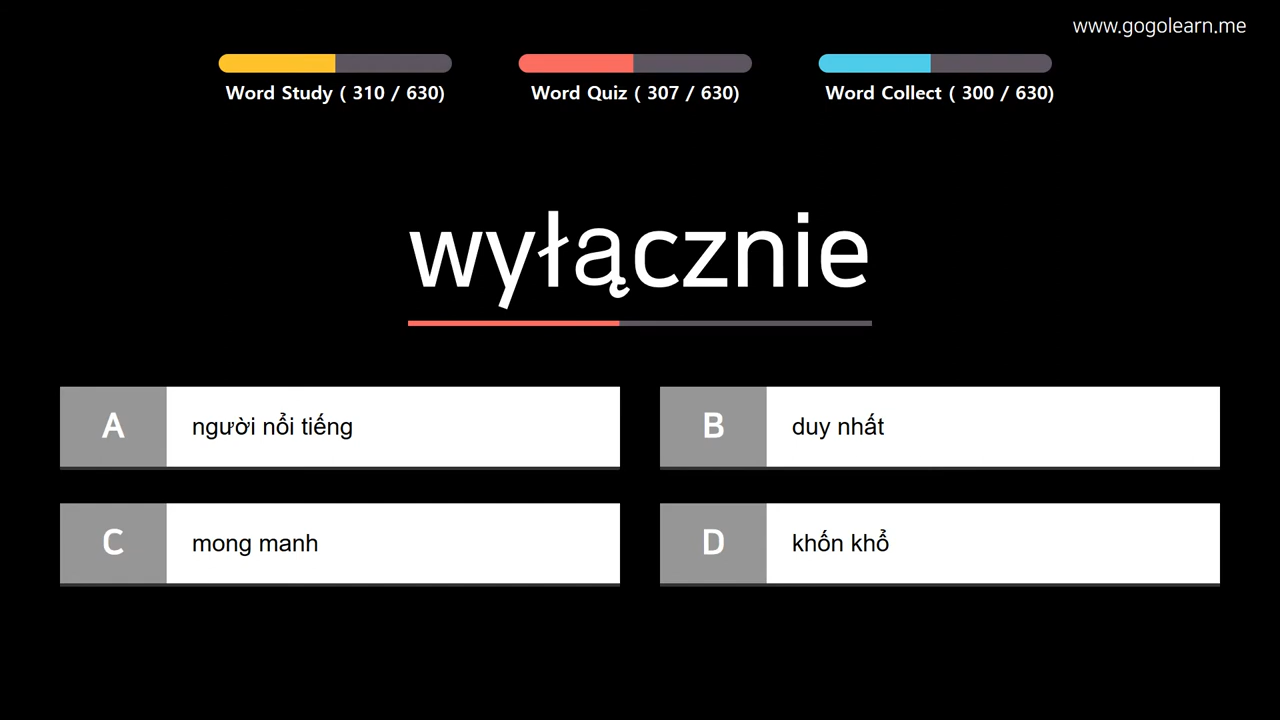 www.gogolearn.me
Word Study ( 310 / 630)
Word Quiz ( 307 / 630)
Word Collect ( 300 / 630)
wyłącznie
A
người nổi tiếng
B
duy nhất
C
mong manh
D
khốn khổ